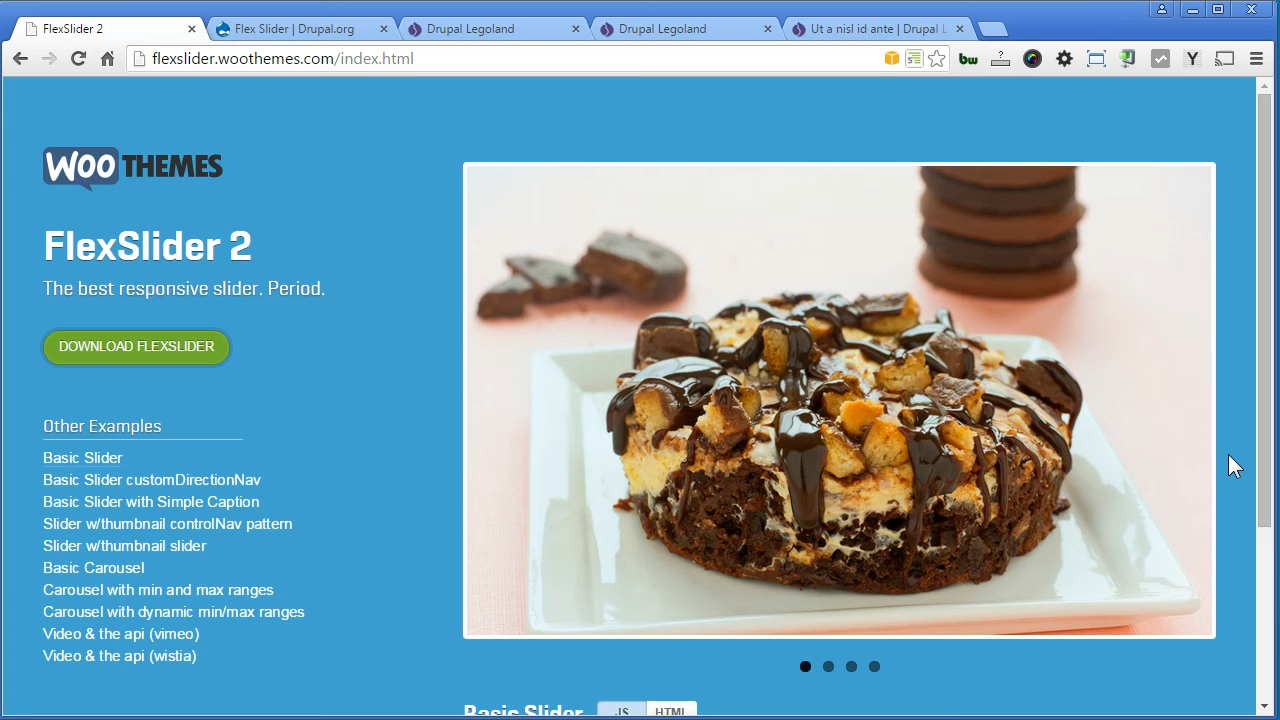 FlexSlider 2
Flex Slider | Drupal.org
Drupal Legoland
Drupal Legoland
Ut a nisl id ante | Drupal L
flexslider.woothemes.com/index.html
bw
Y
WOO THEMES
FlexSlider 2
The best responsive slider. Period.
DOWNLOAD FLEXSLIDER
Other Examples
Basic Slider
Basic Slider customDirectionNav
Basic Slider with Simple Caption
Slider w/thumbnail controlNav pattern
Slider w/thumbnail slider
Basic Carousel
Carousel with min and max ranges
Carousel with dynamic min/max ranges
Video & the api (vimeo)
Video & the api (wistia)
Basic Slider JS HTML